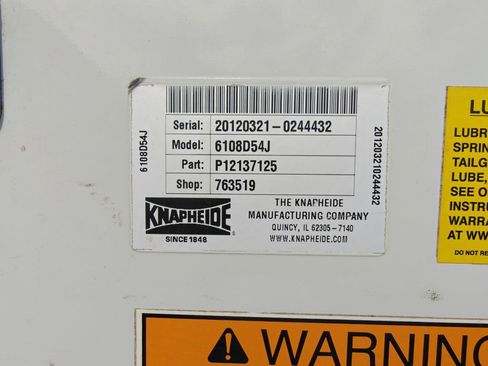 Serial: 20120321-0244432
Model: 6108D54J
Part: P12137125
Shop: 763519
6108D54J
201203210244432
KNAPHEIDE
SINCE 1848
THE KNAPHEIDE
MANUFACTURING COMPANY
QUINCY, IL 62305-7140
WWW.KNAPHEIDE.COM
LU
LUBRI
SPRIN
TAILG
LUBE,
SEE O
INSTRU
WARRA
AT WW
DO NOT RE
WARNING